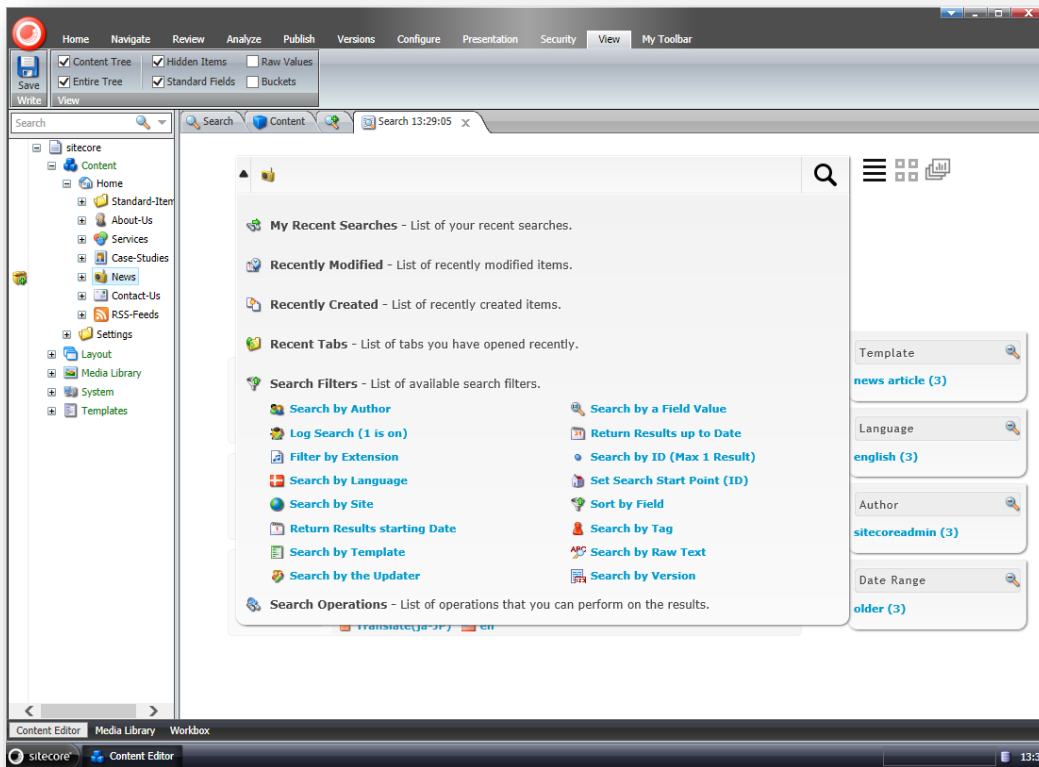 Home Navigate Review Analyze Publish Versions Configure Presentation Security View My Toolbar
Save
Content Tree Hidden Items Raw Values
Entire Tree Standard Fields Buckets
Write View
Search
Search Content Search 13:29:05 x
sitecore
Content
Home
Standard-Item
About-Us
Services
Case-Studies
News
Contact-Us
RSS-Feeds
Settings
Layout
Media Library
System
Templates
My Recent Searches - List of your recent searches.
Recently Modified - List of recently modified items.
Recently Created - List of recently created items.
Recent Tabs - List of tabs you have opened recently.
Search Filters - List of available search filters.
Search by Author Search by a Field Value
Log Search (1 is on) Return Results up to Date
Filter by Extension Search by ID (Max 1 Result)
Search by Language Set Search Start Point (ID)
Search by Site Sort by Field
Return Results starting Date Search by Tag
Search by Template Search by Raw Text
Search by the Updater Search by Version
Search Operations - List of operations that you can perform on the results.
Translate(ja-JP) en
Template
news article (3)
Language
english (3)
Author
sitecoreadmin (3)
Date Range
older (3)
Content Editor Media Library Workbox
sitecore Content Editor 13:3